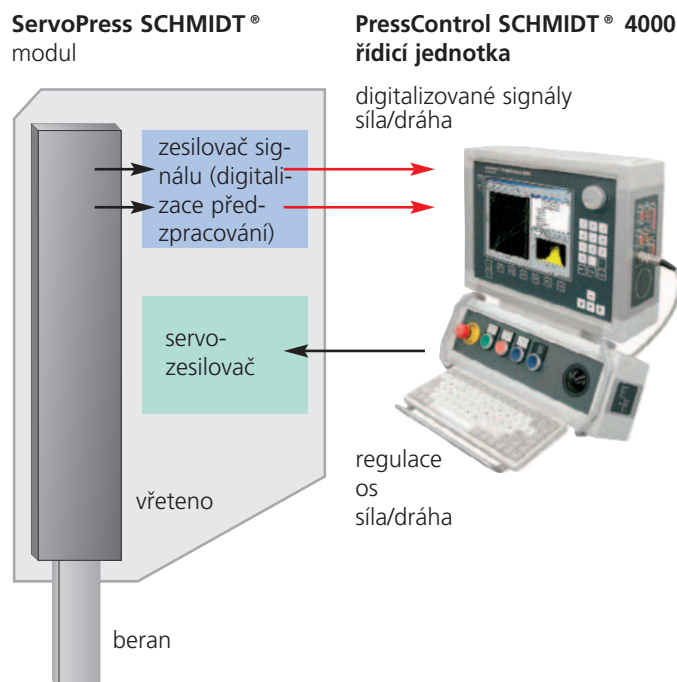 ServoPress SCHMIDT ®
modul
PressControl SCHMIDT ® 4000
řídicí jednotka
digitalizované signály
síla/dráha
zesilovač sig-
nálu (digitali-
zace před-
zpracování)
servo-
zesilovač
regulace
os
síla/dráha
vřeteno
beran